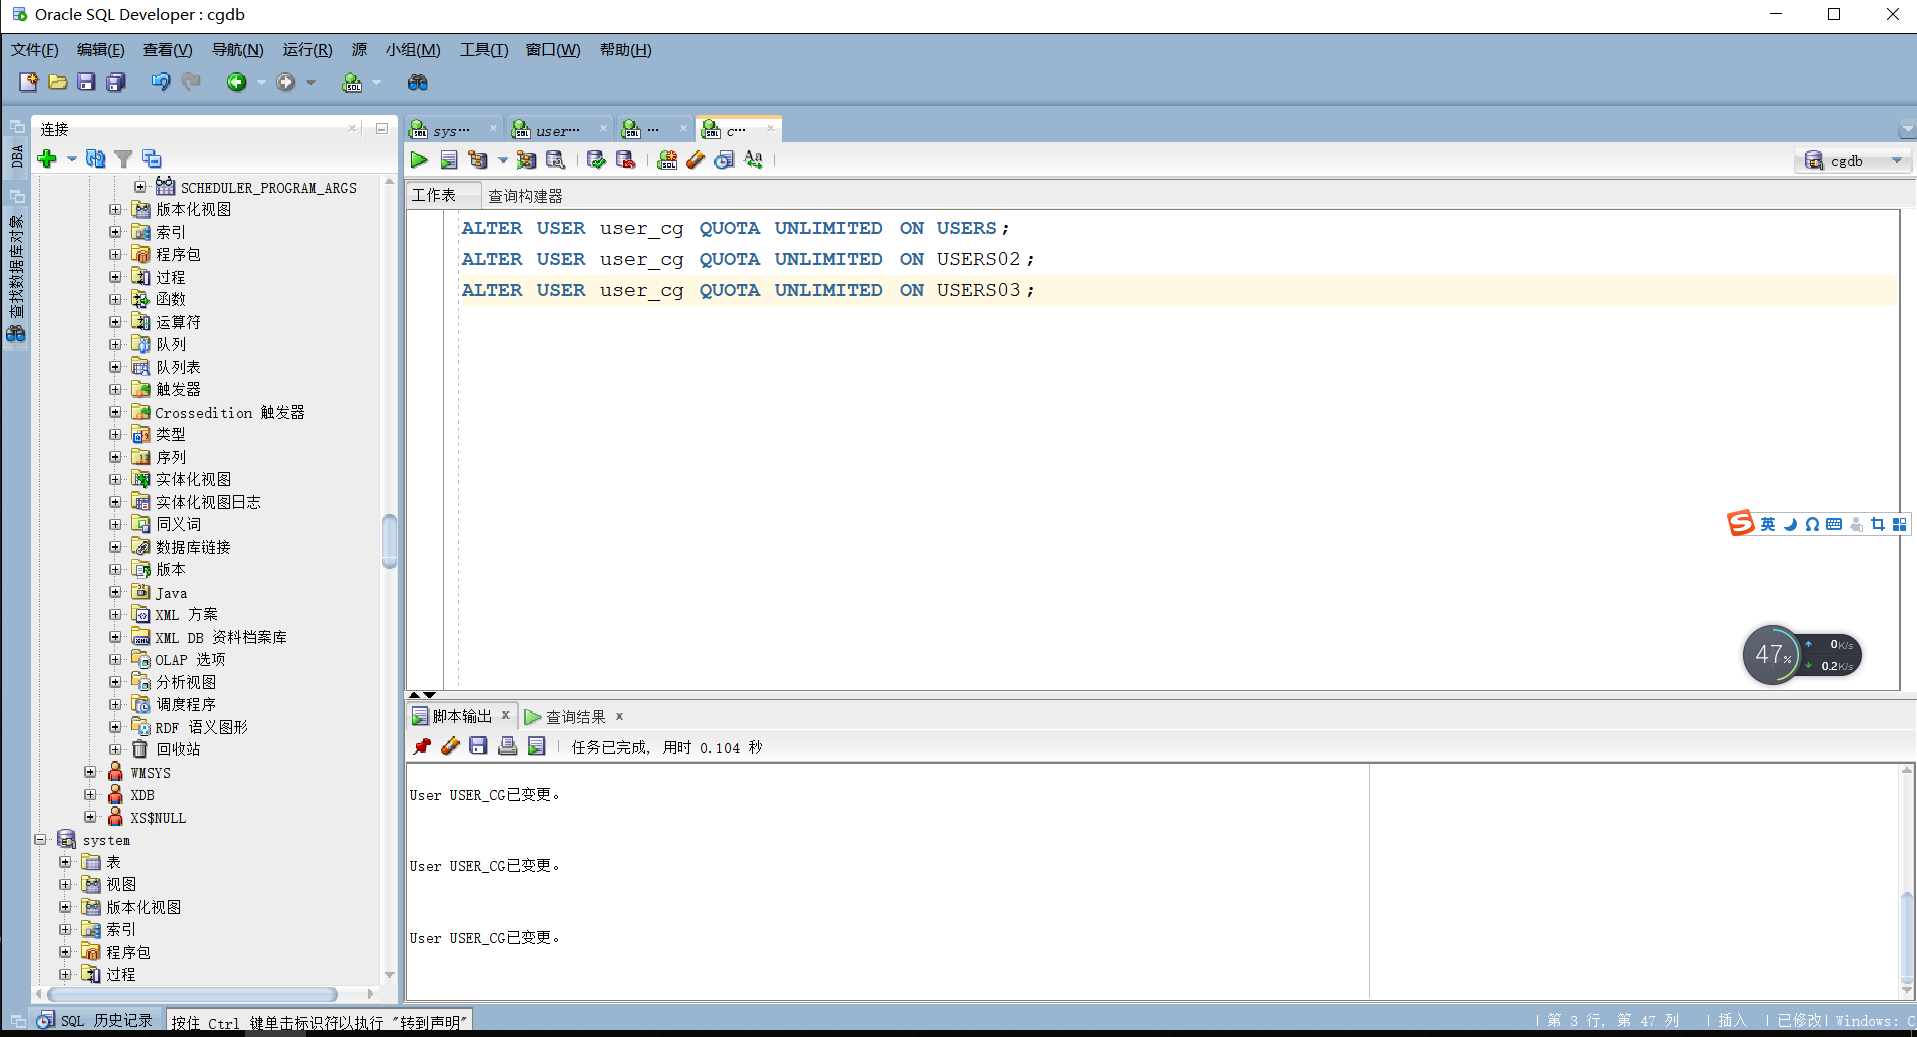 Oracle SQL Developer : cgdb
文件(F) 编辑(E) 查看(V) 导航(N) 运行(R) 源 小组(M) 工具(T) 窗口(W) 帮助(H)
DBA
查找数据库对象
连接
SCHEDULER_PROGRAM_ARGS
版本化视图
索引
程序包
过程
函数
运算符
队列
队列表
触发器
Crossedition 触发器
类型
序列
实体化视图
实体化视图日志
同义词
数据库链接
版本
Java
XML 方案
XML DB 资料档案库
OLAP 选项
分析视图
调度程序
RDF 语义图形
回收站
WMSYS
XDB
XS$NULL
system
表
视图
版本化视图
索引
程序包
过程
sys… user… … c…
cgdb
工作表 查询构建器
ALTER USER user_cg QUOTA UNLIMITED ON USERS;
ALTER USER user_cg QUOTA UNLIMITED ON USERS02;
ALTER USER user_cg QUOTA UNLIMITED ON USERS03;
英
47%
0K/s
0.2K/s
脚本输出 查询结果
任务已完成, 用时 0.104 秒
User USER_CG已变更。
User USER_CG已变更。
User USER_CG已变更。
SQL 历史记录
按住 Ctrl 键单击标识符以执行 "转到声明"
第 3 行, 第 47 列 插入 已修改 Windows: C